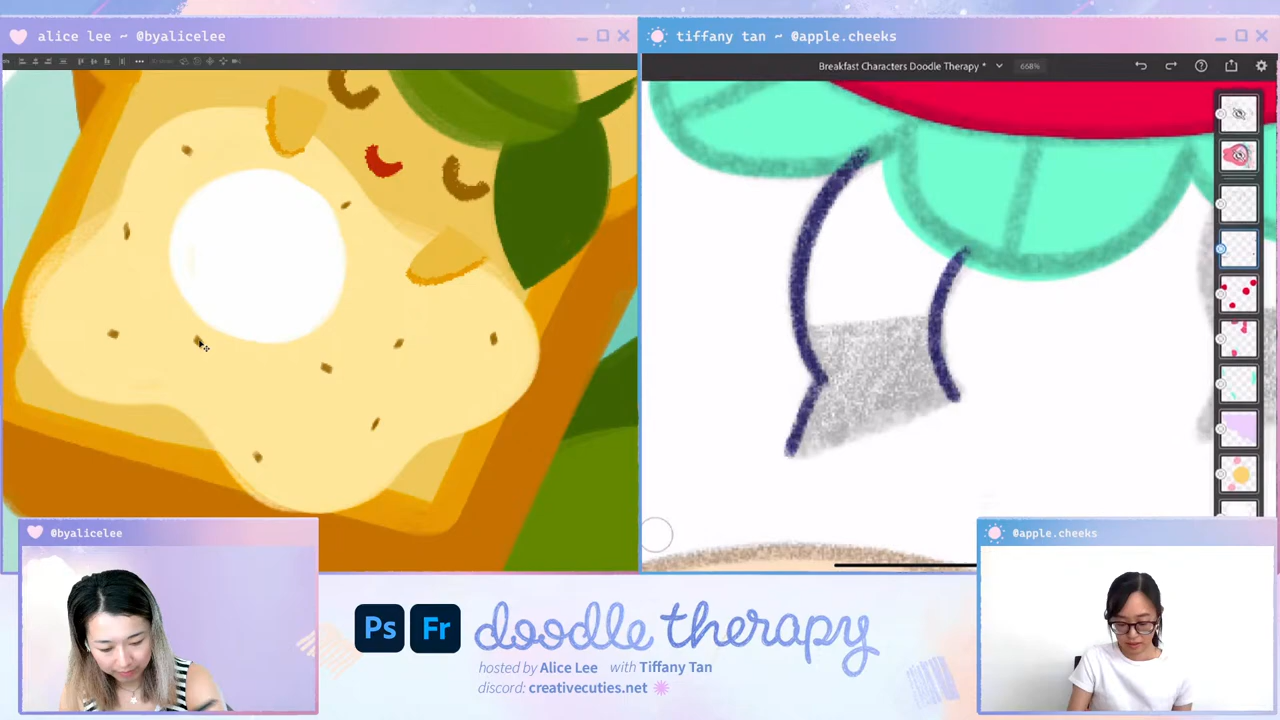 alice lee ~ @byalicelee
tiffany tan ~ @apple.cheeks
Breakfast Characters Doodle Therapy *
668%
@byalicelee
@apple.cheeks
Ps Fr
doodle therapy
hosted by Alice Lee with Tiffany Tan
discord: creativecuties.net